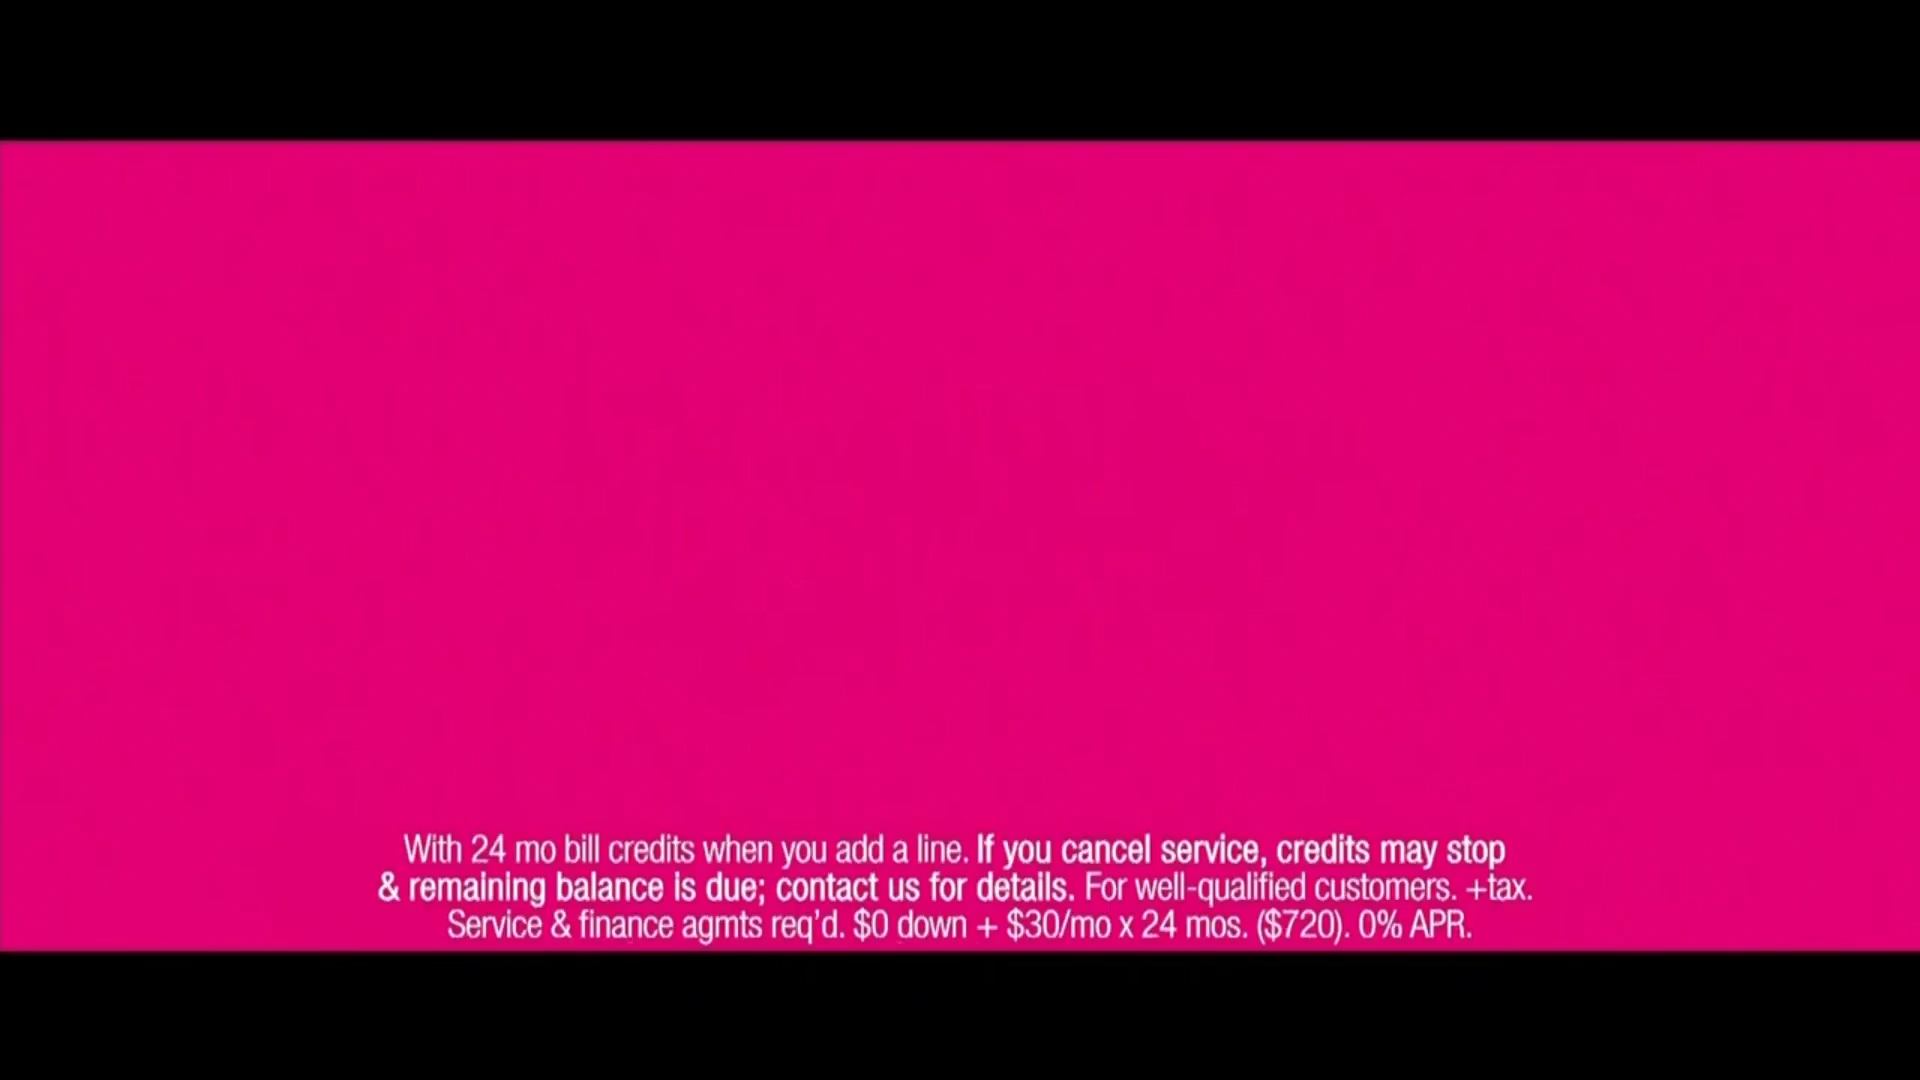 With 24 mo bill credits when you add a line. If you cancel service, credits may stop
& remaining balance is due; contact us for details. For well-qualified customers. +tax.
Service & finance agmts req'd. $0 down + $30/mo x 24 mos. ($720). 0% APR.